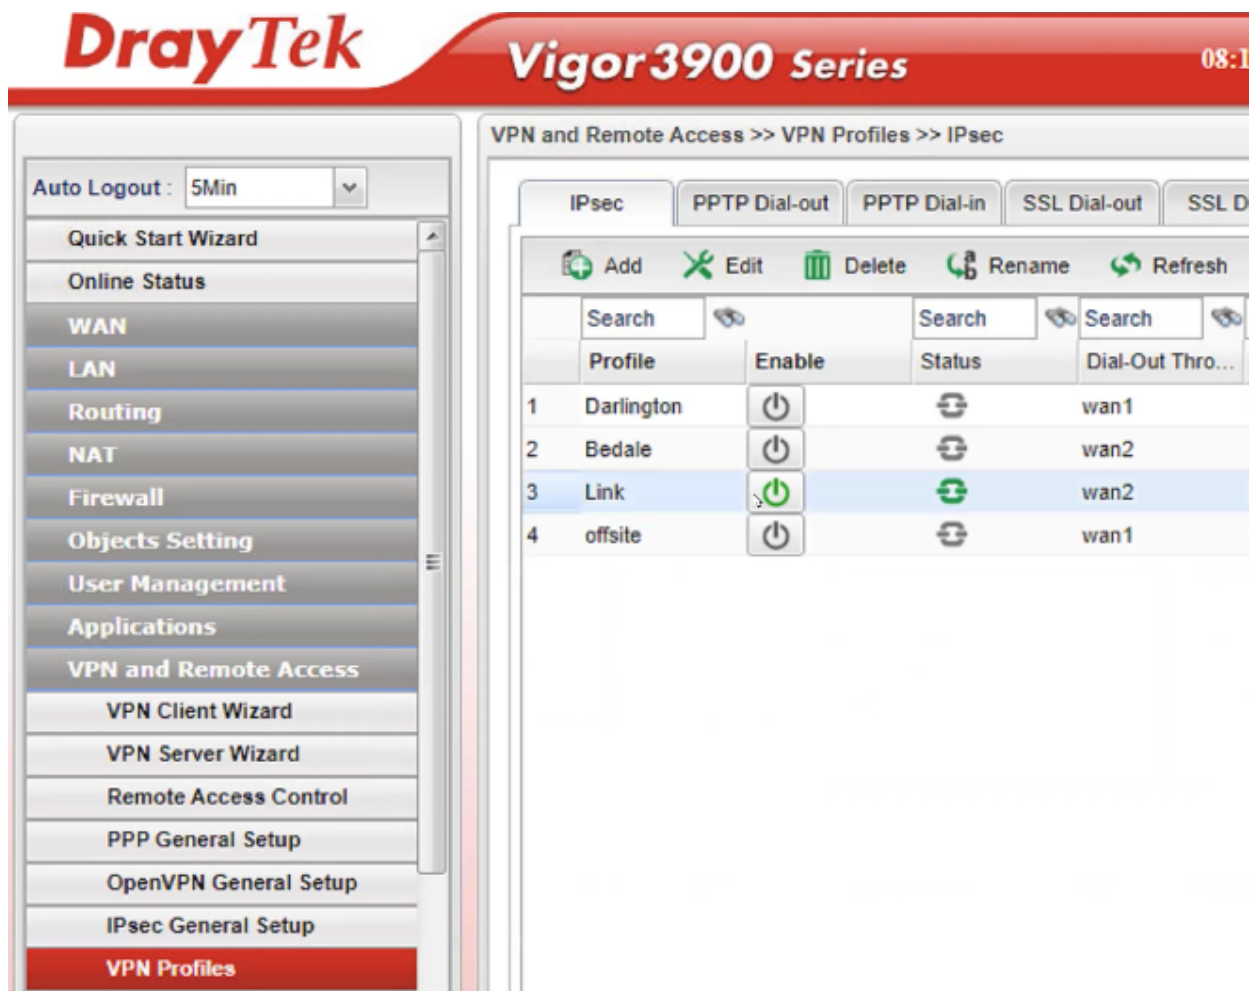 DrayTek
Vigor3900 Series
08:1
VPN and Remote Access >> VPN Profiles >> IPsec
Auto Logout : 5Min
Quick Start Wizard
Online Status
WAN
LAN
Routing
NAT
Firewall
Objects Setting
User Management
Applications
VPN and Remote Access
VPN Client Wizard
VPN Server Wizard
Remote Access Control
PPP General Setup
OpenVPN General Setup
IPsec General Setup
VPN Profiles
IPsec PPTP Dial-out PPTP Dial-in SSL Dial-out SSL D
Add Edit Delete Rename Refresh
Search Search Search
Profile Enable Status Dial-Out Thro...
1 Darlington wan1
2 Bedale wan2
3 Link wan2
4 offsite wan1